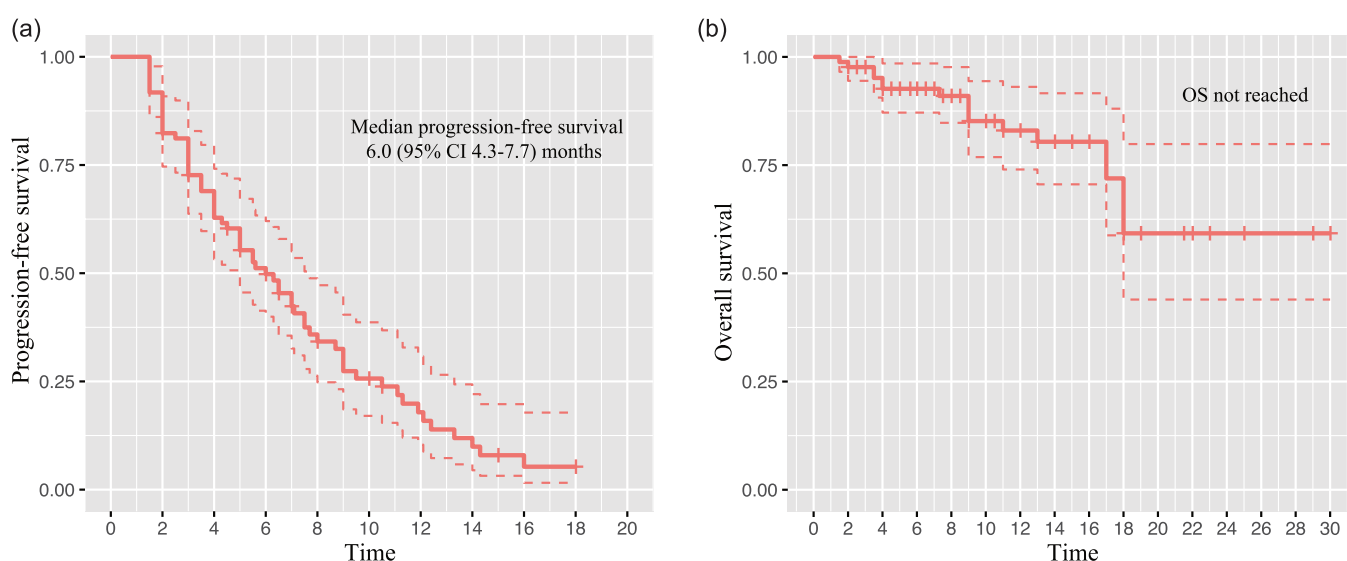 (a)
1.00
0.75
0.50
0.25
0.00
Progression-free survival
Median progression-free survival
6.0 (95% CI 4.3-7.7) months
0 2 4 6 8 10 12 14 16 18 20
Time
(b)
1.00
0.75
0.50
0.25
0.00
Overall survival
OS not reached
0 2 4 6 8 10 12 14 16 18 20 22 24 26 28 30
Time